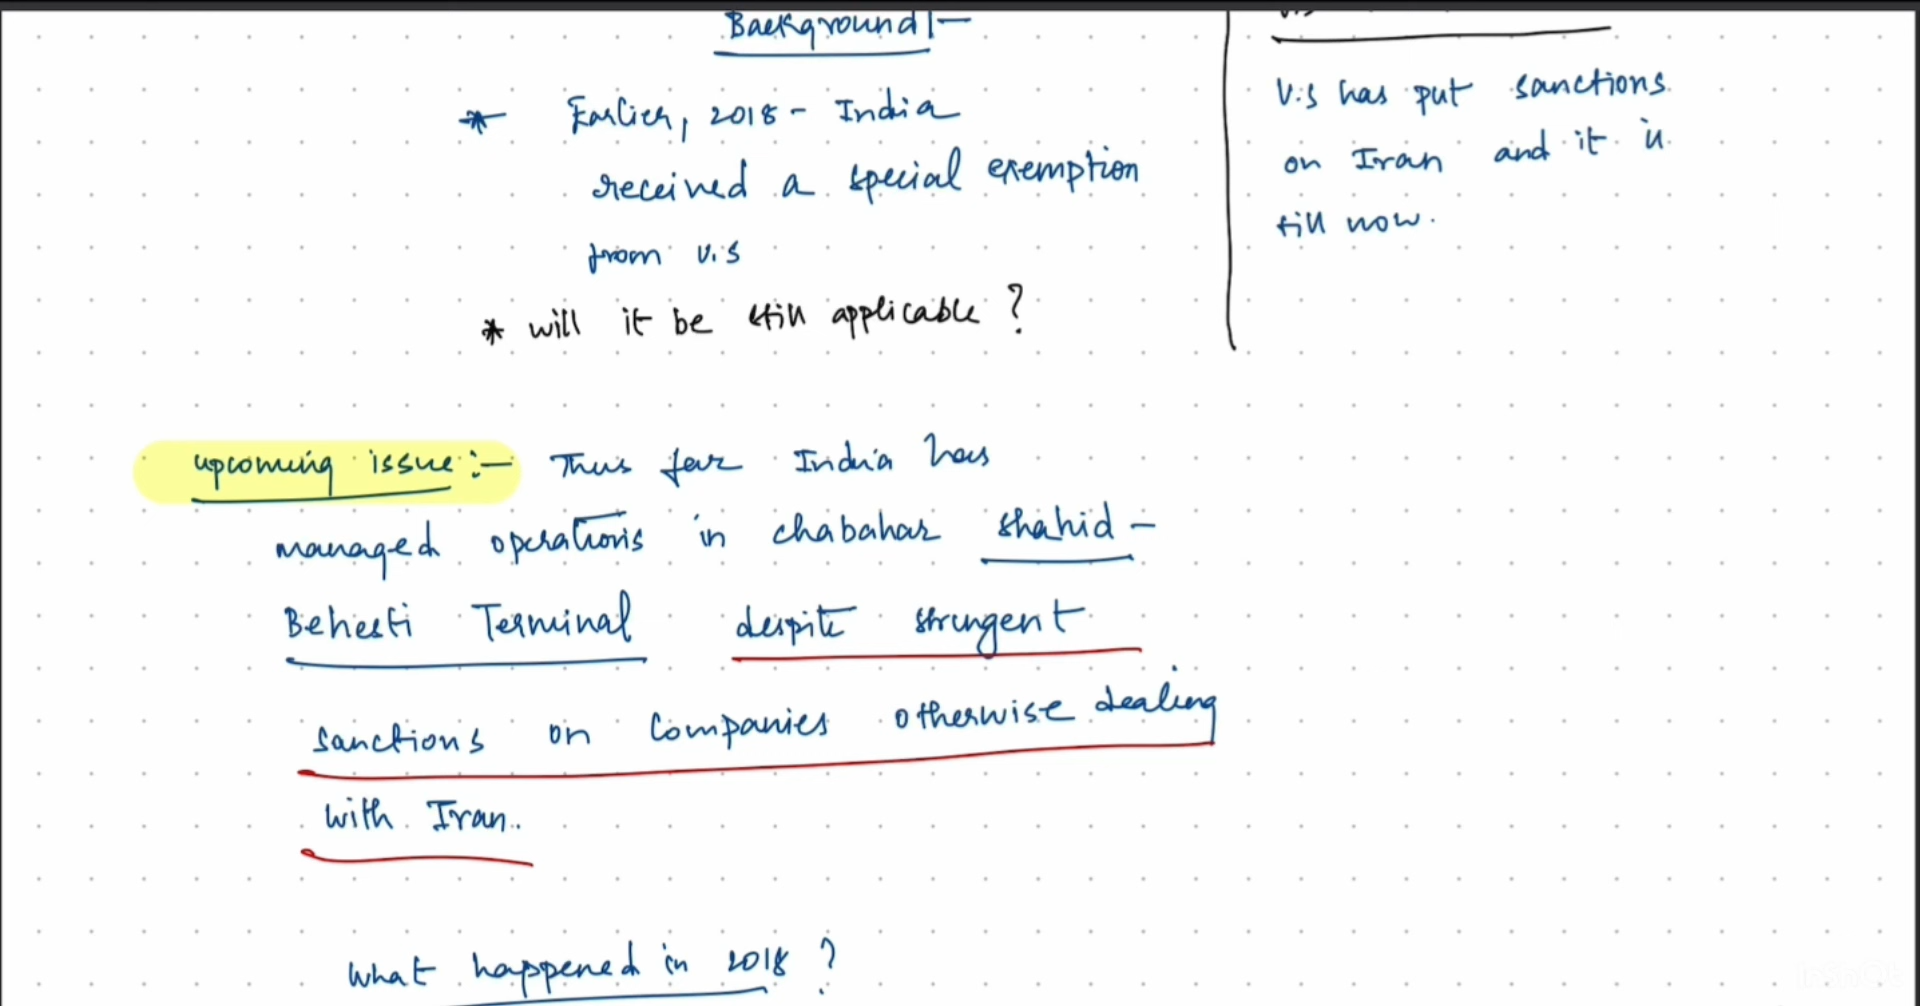 Background:-
* Earlier, 2018 - India
received a special exemption
from U.S
* will it be still applicable ?
U.S has put sanctions
on Iran and it is
till now.
upcoming issue :- Thus far India has
managed operations in chabahar shahid -
Behesti Terminal despite stringent
sanctions on Companies otherwise dealing
with Iran.
What happened in 2018 ?